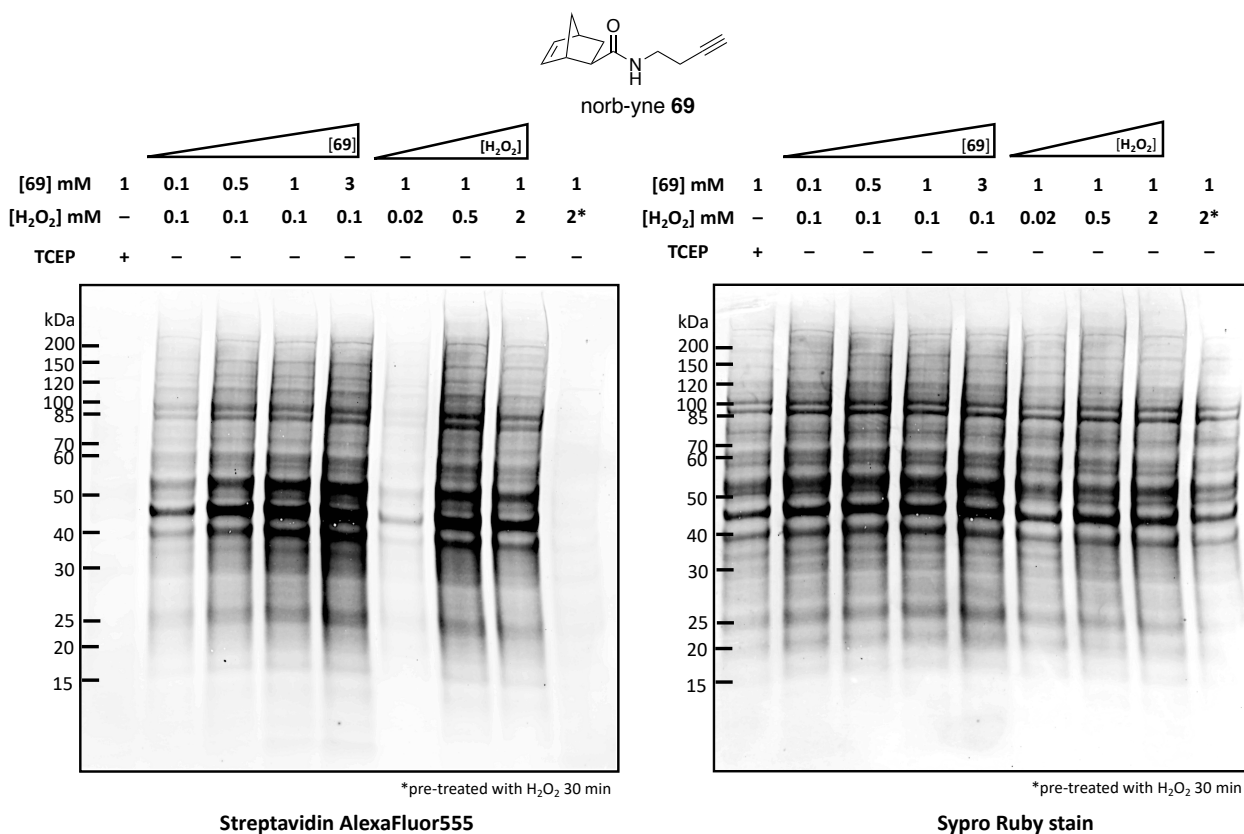 O
N
H
norb-yne 69
[69]
[H₂O₂]
[69] mM 1 0.1 0.5 1 3 1 1 1 1
[H₂O₂] mM – 0.1 0.1 0.1 0.1 0.02 0.5 2 2*
TCEP + – – – – – – – –
kDa
200
150
120
100
85
70
60
50
40
30
25
20
15
*pre-treated with H₂O₂ 30 min
Streptavidin AlexaFluor555
[69]
[H₂O₂]
[69] mM 1 0.1 0.5 1 3 1 1 1 1
[H₂O₂] mM – 0.1 0.1 0.1 0.1 0.02 0.5 2 2*
TCEP + – – – – – – – –
kDa
200
150
120
100
85
70
60
50
40
30
25
20
15
*pre-treated with H₂O₂ 30 min
Sypro Ruby stain